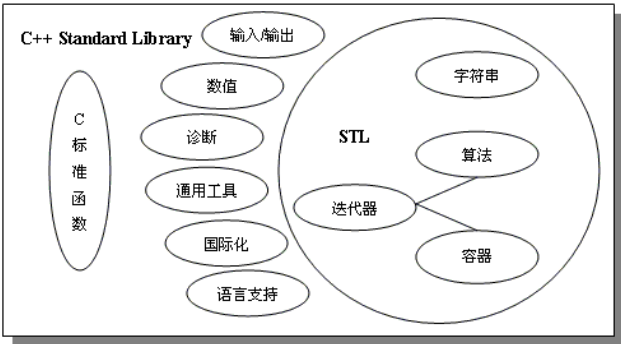 C++ Standard Library
输入/输出
数值
诊断
通用工具
国际化
语言支持
C
标
准
函
数
STL
字符串
算法
迭代器
容器